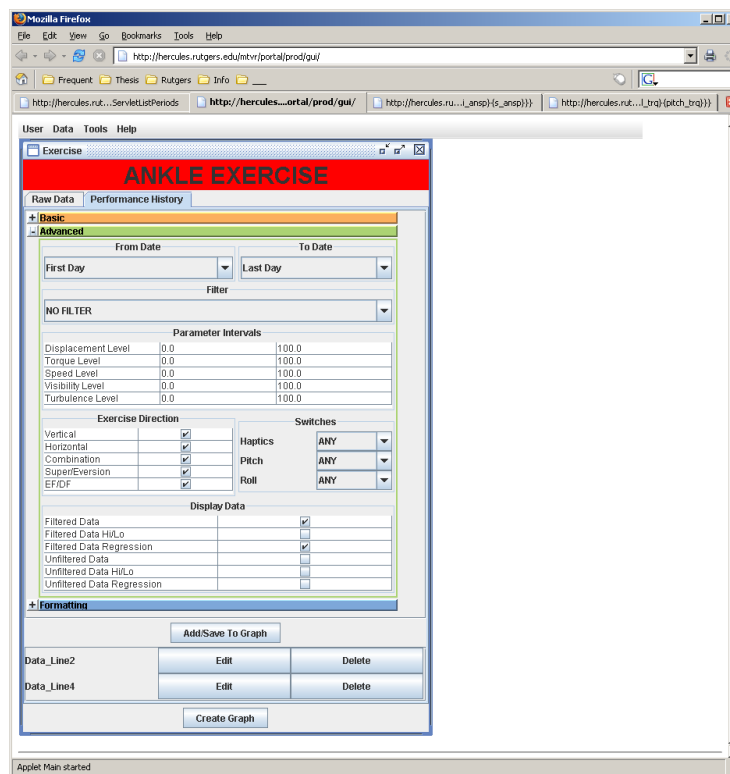 Mozilla Firefox
File Edit View Go Bookmarks Tools Help
http://hercules.rutgers.edu/mtvr/portal/prod/gui/
Frequent Thesis Rutgers Info __ G
http://hercules.rut...ServletListPeriods http://hercules....ortal/prod/gui/ http://hercules.ru...i_ansp}{s_ansp}}} http://hercules.rut...l_trq}{pitch_trq}}}
User Data Tools Help
Exercise
ANKLE EXERCISE
Raw Data Performance History
+ Basic
- Advanced
From Date To Date
First Day Last Day
Filter
NO FILTER
Parameter Intervals
Displacement Level 0.0 100.0
Torque Level 0.0 100.0
Speed Level 0.0 100.0
Visibility Level 0.0 100.0
Turbulence Level 0.0 100.0
Exercise Direction
Vertical
Horizontal
Combination
Super/Eversion
EF/DF
Switches
Haptics ANY
Pitch ANY
Roll ANY
Display Data
Filtered Data
Filtered Data Hi/Lo
Filtered Data Regression
Unfiltered Data
Unfiltered Data Hi/Lo
Unfiltered Data Regression
+ Formatting
Add/Save To Graph
Data_Line2 Edit Delete
Data_Line4 Edit Delete
Create Graph
Applet Main started